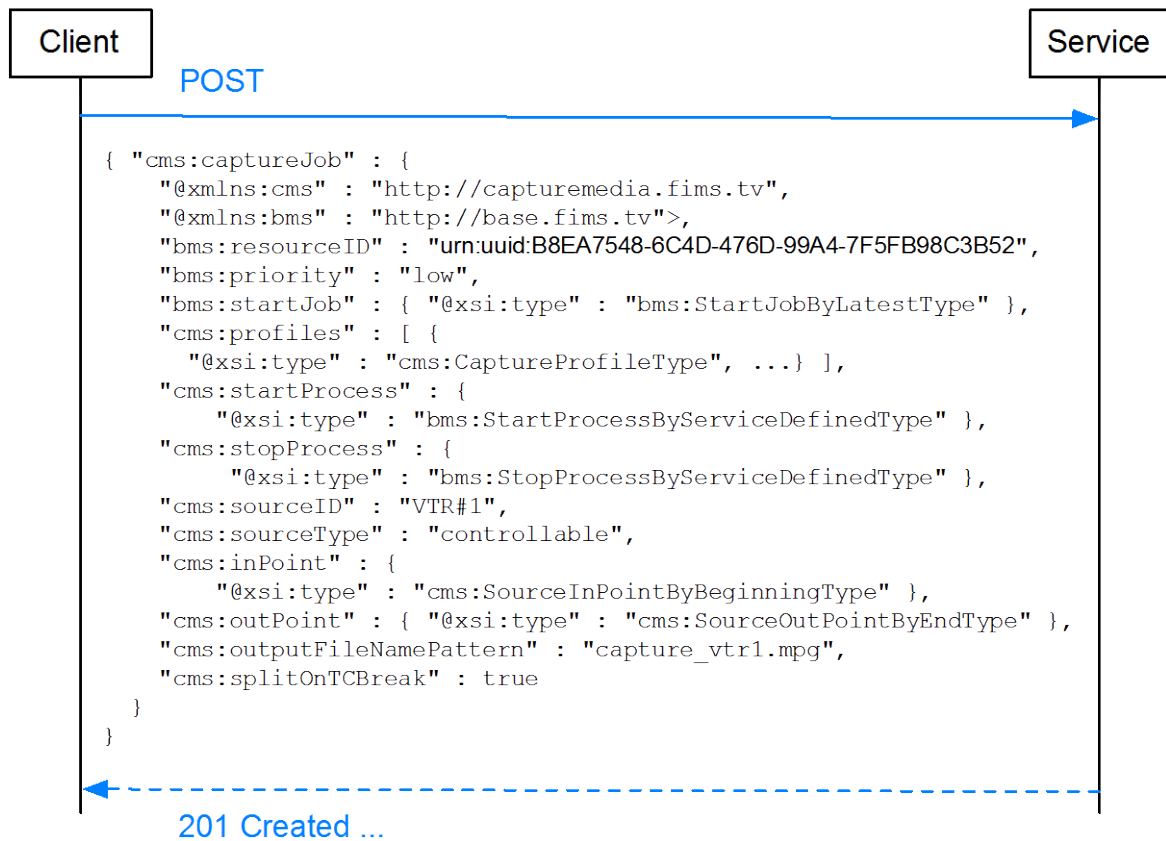 Client
Service
POST
{ "cms:captureJob" : {
"@xmlns:cms" : "http://capturemedia.fims.tv",
"@xmlns:bms" : "http://base.fims.tv">,
"bms:resourceID" : "urn:uuid:B8EA7548-6C4D-476D-99A4-7F5FB98C3B52",
"bms:priority" : "low",
"bms:startJob" : { "@xsi:type" : "bms:StartJobByLatestType" },
"cms:profiles" : [ {
"@xsi:type" : "cms:CaptureProfileType", ...} ],
"cms:startProcess" : {
"@xsi:type" : "bms:StartProcessByServiceDefinedType" },
"cms:stopProcess" : {
"@xsi:type" : "bms:StopProcessByServiceDefinedType" },
"cms:sourceID" : "VTR#1",
"cms:sourceType" : "controllable",
"cms:inPoint" : {
"@xsi:type" : "cms:SourceInPointByBeginningType" },
"cms:outPoint" : { "@xsi:type" : "cms:SourceOutPointByEndType" },
"cms:outputFileNamePattern" : "capture_vtr1.mpg",
"cms:splitOnTCBreak" : true
}
}
201 Created ...